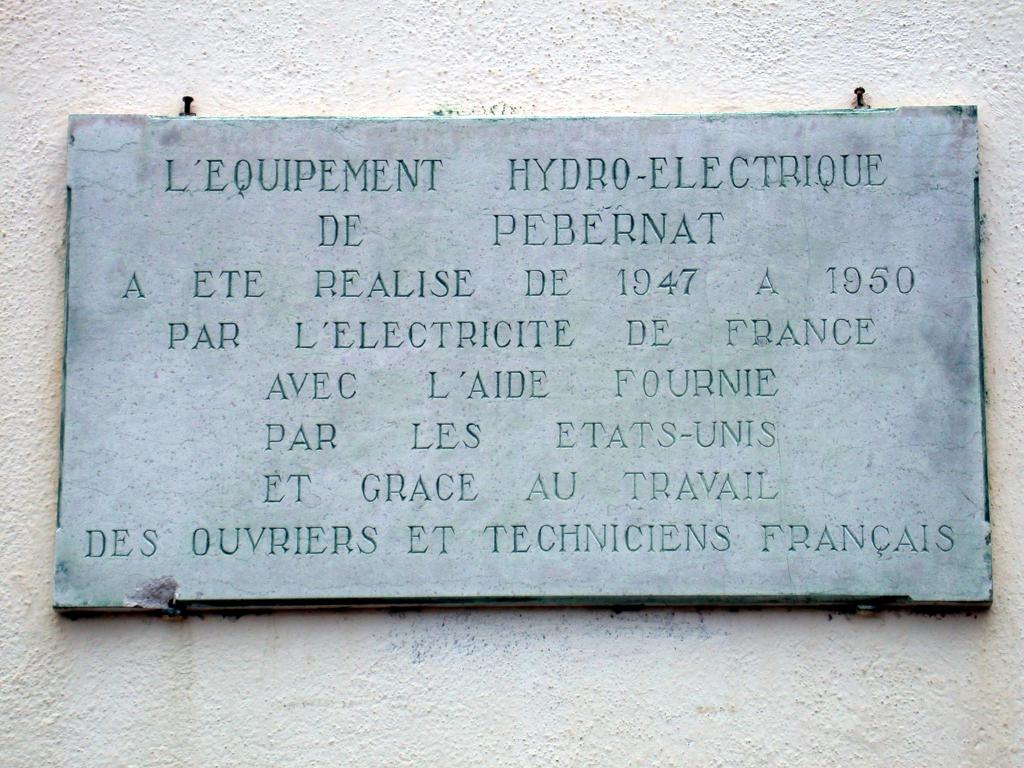 L'EQUIPEMENT HYDRO-ELECTRIQUE
DE PEBERNAT
A ETE REALISE DE 1947 A 1950
PAR L'ELECTRICITE DE FRANCE
AVEC L'AIDE FOURNIE
PAR LES ETATS-UNIS
ET GRACE AU TRAVAIL
DES OUVRIERS ET TECHNICIENS FRANÇAIS